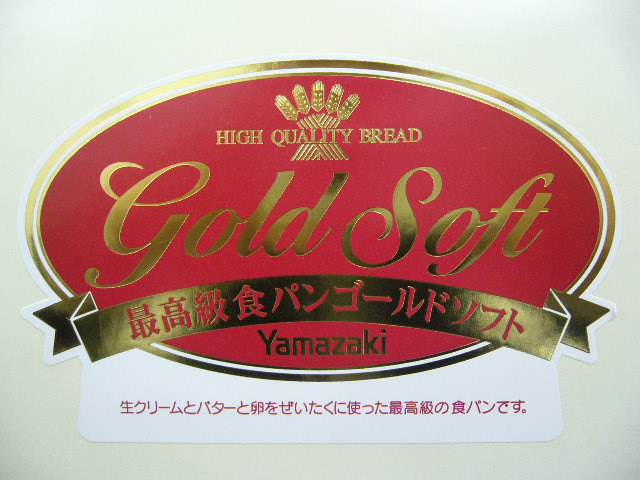 HIGH QUALITY BREAD
Gold Soft
最高級食パンゴールドソフト
Yamazaki
生クリームとバターと卵をぜいたくに使った最高級の食パンです。